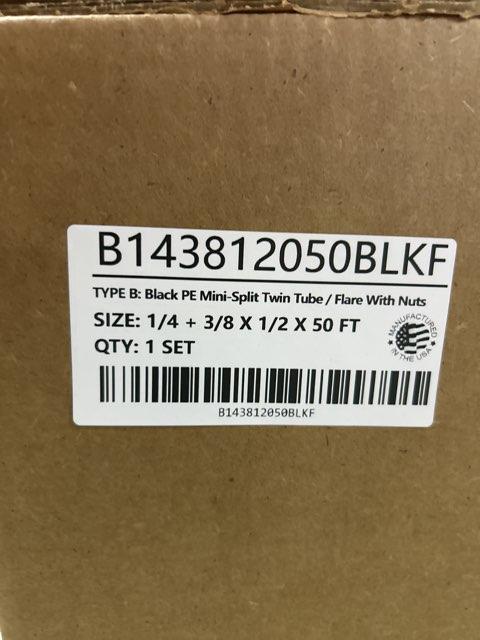 B143812050BLKF
TYPE B: Black PE Mini-Split Twin Tube / Flare With Nuts
SIZE: 1/4 + 3/8 X 1/2 X 50 FT
QTY: 1 SET
MANUFACTURED
IN THE USA
B143812050BLKF